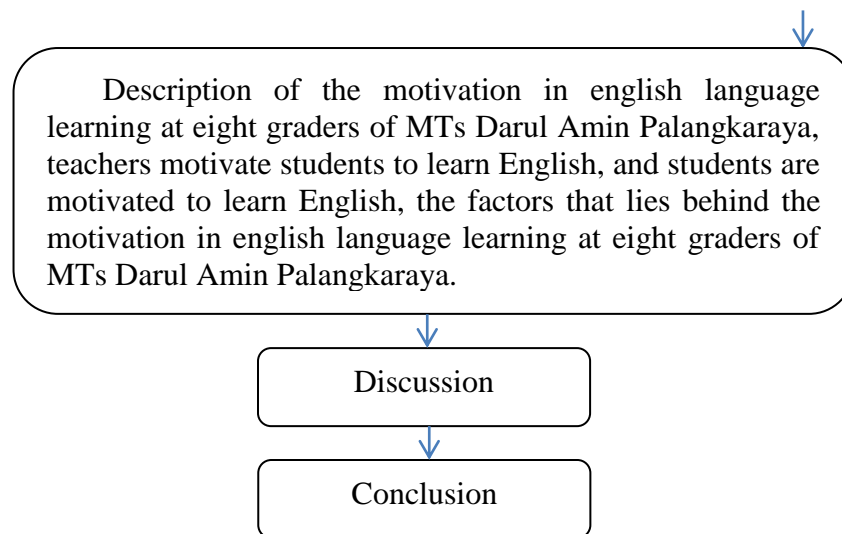 Description of the motivation in english language
learning at eight graders of MTs Darul Amin Palangkaraya,
teachers motivate students to learn English, and students are
motivated to learn English, the factors that lies behind the
motivation in english language learning at eight graders of
MTs Darul Amin Palangkaraya.
Discussion
Conclusion